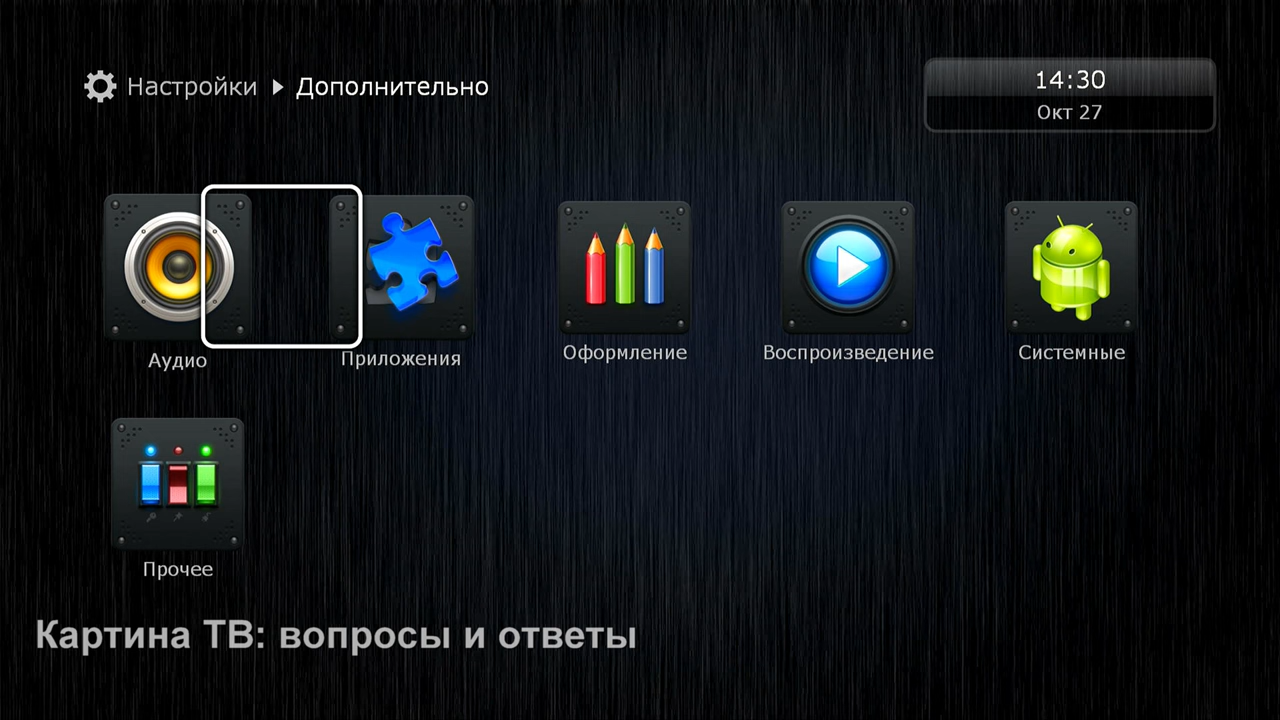 Настройки ▶ Дополнительно
14:30
Окт 27
Аудио
Приложения
Оформление
Воспроизведение
Системные
Прочее
Картина ТВ: вопросы и ответы